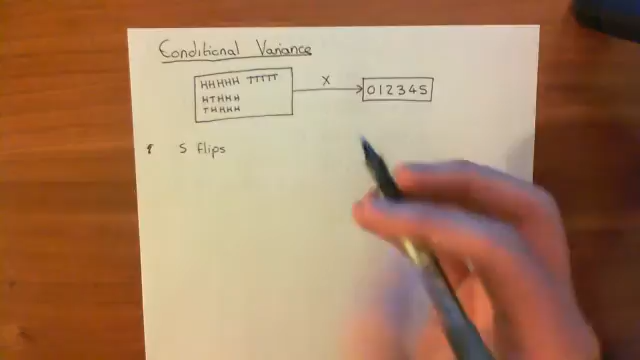 Conditional Variance
HHHHH TTTTT
HTHHH
THHHH
X
012345
5 flips